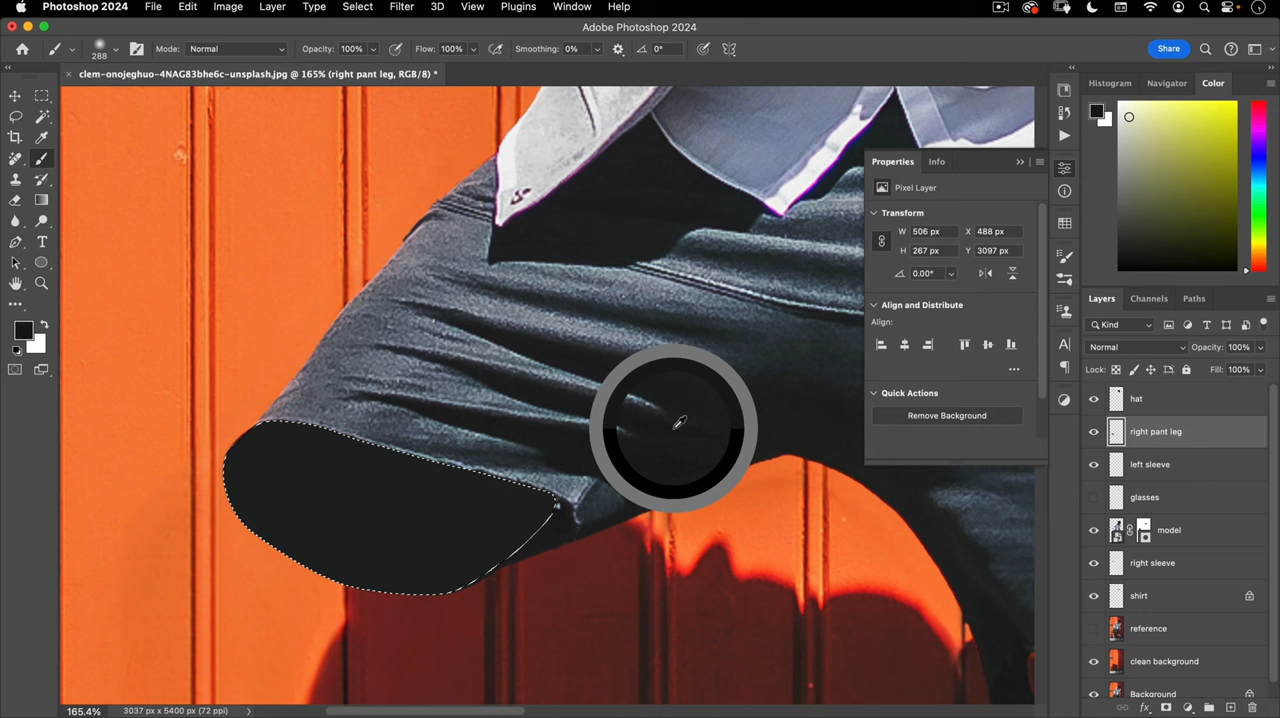 Photoshop 2024 File Edit Image Layer Type Select Filter 3D View Plugins Window Help
Adobe Photoshop 2024
288 Mode: Normal Opacity: 100% Flow: 100% Smoothing: 0% 0° Share
clem-onojeghuo-4NAG83bhe6c-unsplash.jpg @ 165% (right pant leg, RGB/8) *
Histogram Navigator Color
Properties Info
Pixel Layer
Transform
W 506 px X 488 px
H 267 px Y 3097 px
0.00°
Align and Distribute
Align:
Quick Actions
Remove Background
Layers Channels Paths
Kind
Normal Opacity: 100%
Lock: Fill: 100%
hat
right pant leg
left sleeve
glasses
model
right sleeve
shirt
reference
clean background
Background
165.4% 3037 px x 5400 px (72 ppi)